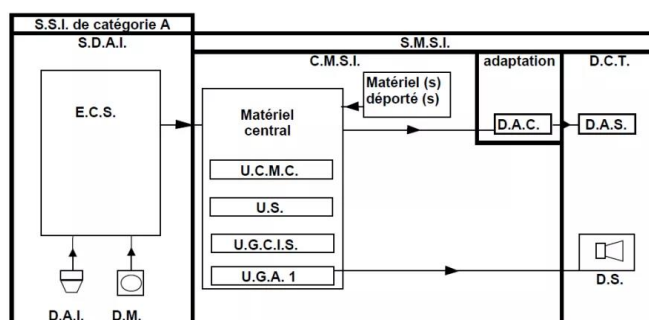 S.S.I. de catégorie A
S.D.A.I.
S.M.S.I.
C.M.S.I.
adaptation
D.C.T.
E.C.S.
Matériel (s)
déporté (s)
Matériel
central
D.A.C.
D.A.S.
U.C.M.C.
U.S.
U.G.C.I.S.
U.G.A. 1
D.S.
D.A.I.
D.M.